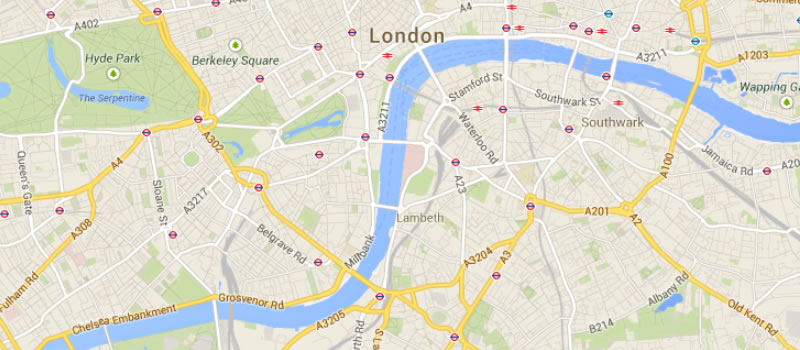 A402
London
A3211
A1203
Hyde Park
Berkeley Square
The Serpentine
Stamford St
Southwark St
Wapping Ga
A3211
Southwark
Waterloo Rd
A302
A4
A100
Jamaica Rd
A20
Queen's Gate
Sloane St
A3217
A23
A201
A2
Lambeth
A308
Belgrave Rd
Millbank
A3204
A3
Fulham Rd
Albany Rd
Grosvenor Rd
Chelsea Embankment
A3205
B214
Old Kent Rd